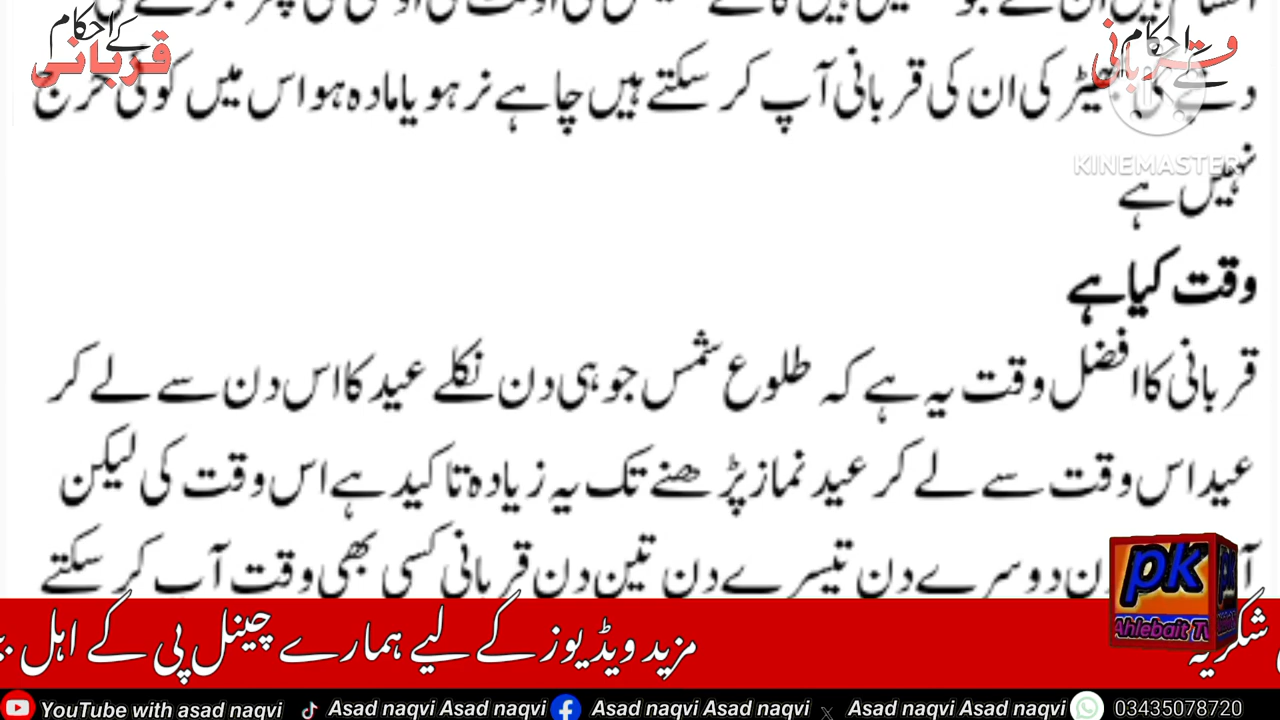 قربانی کے احکام
قربانی کے احکام
کی ان کی قربانی آپ کر سکتے ہیں چاہے نر ہو یا مادہ ہو اس میں کوئی حرج
KINEMASTER
نہیں ہے
وقت کیا ہے
قربانی کا افضل وقت یہ ہے کہ طلوع شمس جو ہی دن نکلے عید کا اس دن سے لے کر
عید اس وقت سے لے کر عید نماز پڑھنے تک یہ زیادہ تاکید ہے اس وقت کی لیکن
دوسرے دن تیسرے دن تین دن قربانی کسی بھی وقت آپ کر سکتے
pk
Ahlebait Tv
مزید ویڈیوز کے لیے ہمارے چینل پی کے اہل
شکریہ
YouTube with asad naqvi Asad naqvi Asad naqvi Asad naqvi Asad naqvi Asad naqvi Asad naqvi 03435078720